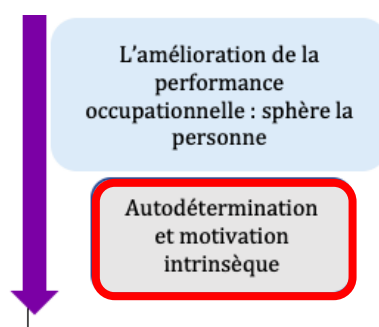 L’amélioration de la
performance
occupationnelle : sphère la
personne
Autodétermination
et motivation
intrinsèque